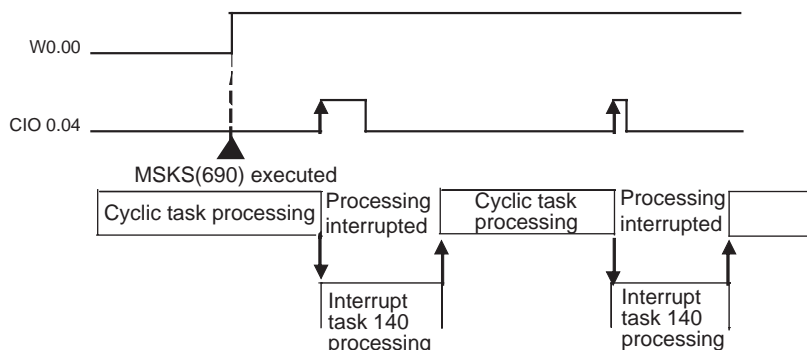 W0.00
CIO 0.04
MSKS(690) executed
Cyclic task processing
Processing
interrupted
Cyclic task
processing
Processing
interrupted
Interrupt
task 140
processing
Interrupt
task 140
processing